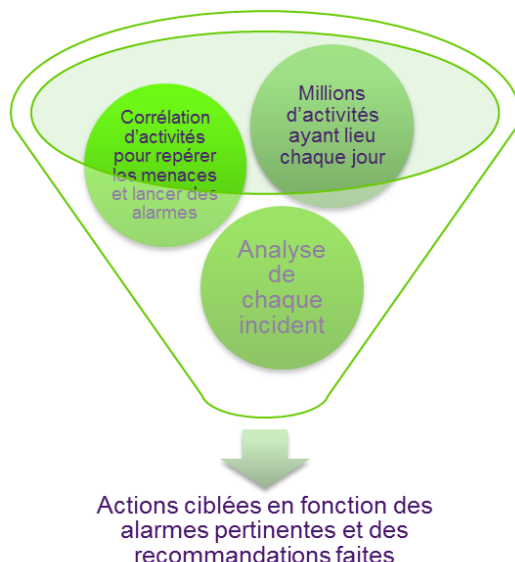 Millions
d’activités
ayant lieu
chaque jour
Corrélation
d’activités
pour repérer
les menaces
et lancer des
alarmes
Analyse
de
chaque
incident
Actions ciblées en fonction des
alarmes pertinentes et des
recommandations faites